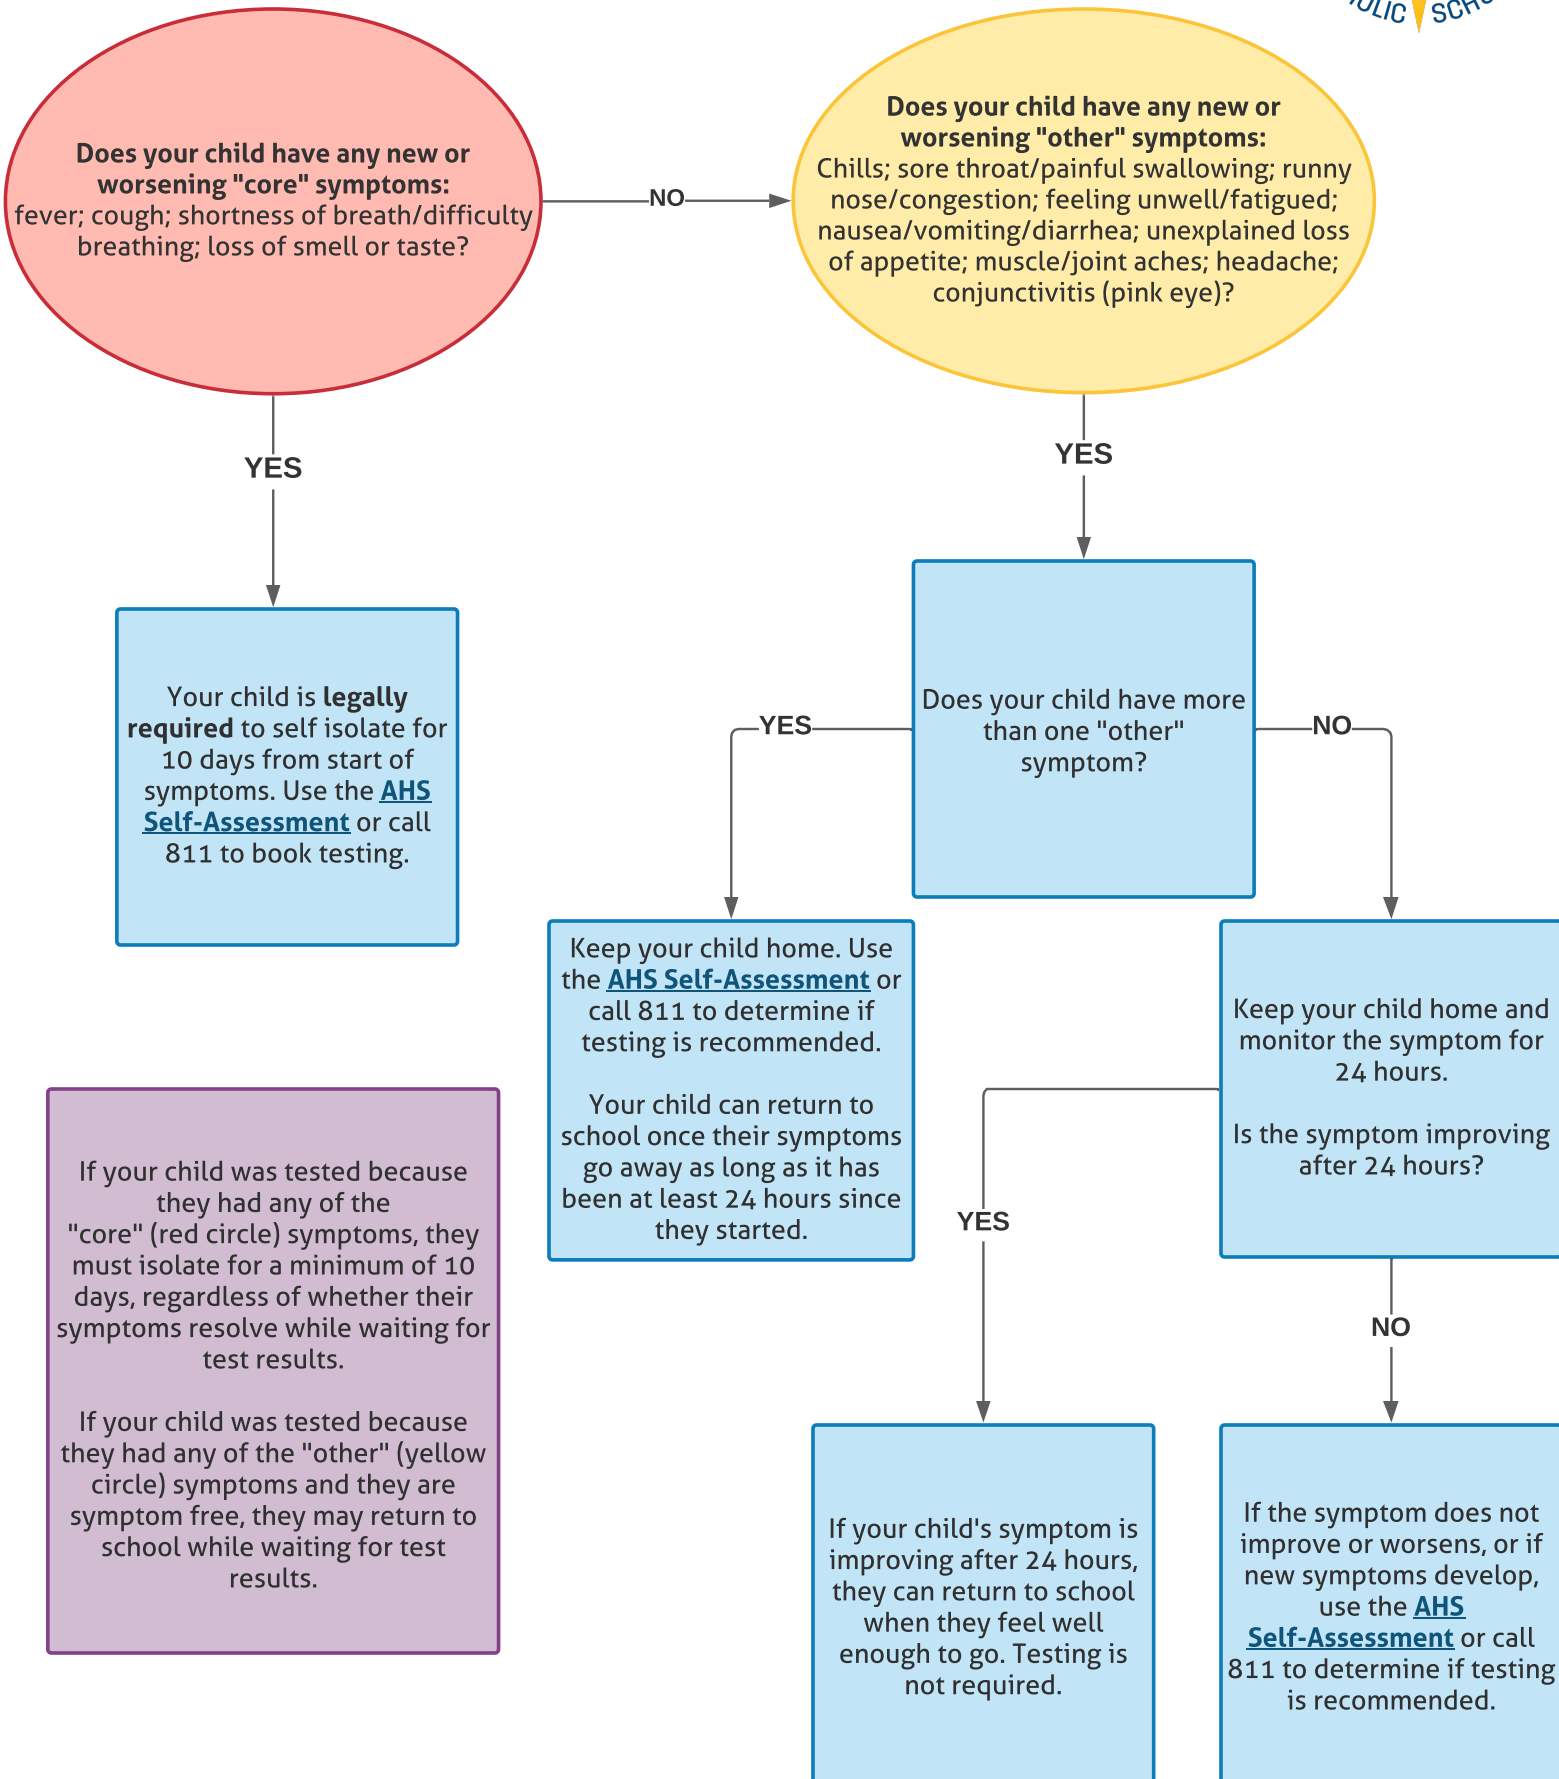 Does your child have any new or
worsening "core" symptoms:
fever; cough; shortness of breath/difficulty
breathing; loss of smell or taste?
NO
Does your child have any new or
worsening "other" symptoms:
Chills; sore throat/painful swallowing; runny
nose/congestion; feeling unwell/fatigued;
nausea/vomiting/diarrhea; unexplained loss
of appetite; muscle/joint aches; headache;
conjunctivitis (pink eye)?
YES
YES
Your child is legally
required to self isolate for
10 days from start of
symptoms. Use the AHS
Self-Assessment or call
811 to book testing.
Does your child have more
than one "other"
symptom?
YES
NO
Keep your child home. Use
the AHS Self-Assessment or
call 811 to determine if
testing is recommended.
Your child can return to
school once their symptoms
go away as long as it has
been at least 24 hours since
they started.
Keep your child home and
monitor the symptom for
24 hours.
Is the symptom improving
after 24 hours?
YES
NO
If your child was tested because
they had any of the
"core" (red circle) symptoms, they
must isolate for a minimum of 10
days, regardless of whether their
symptoms resolve while waiting for
test results.
If your child was tested because
they had any of the "other" (yellow
circle) symptoms and they are
symptom free, they may return to
school while waiting for test
results.
If your child's symptom is
improving after 24 hours,
they can return to school
when they feel well
enough to go. Testing is
not required.
If the symptom does not
improve or worsens, or if
new symptoms develop,
use the AHS
Self-Assessment or call
811 to determine if testing
is recommended.